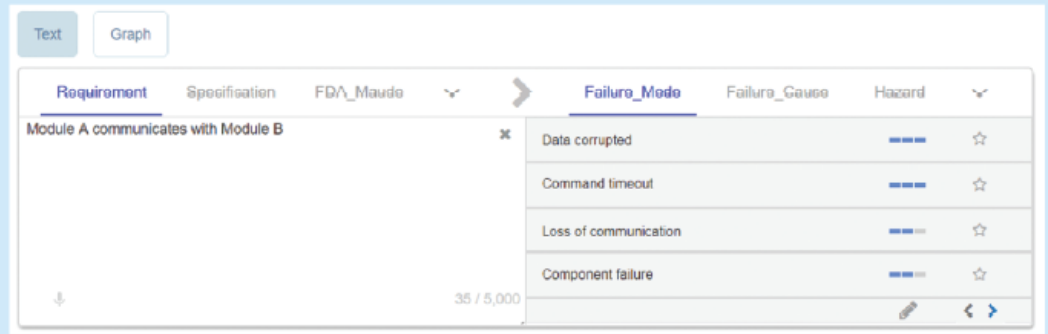 Text Graph
Requirement Specifisation FDA_Maude Failure_Mode Failure_Cause Hazard
Module A communicates with Module B
Data corrupted
Command timeout
Loss of communication
Component failure
35 / 5,000